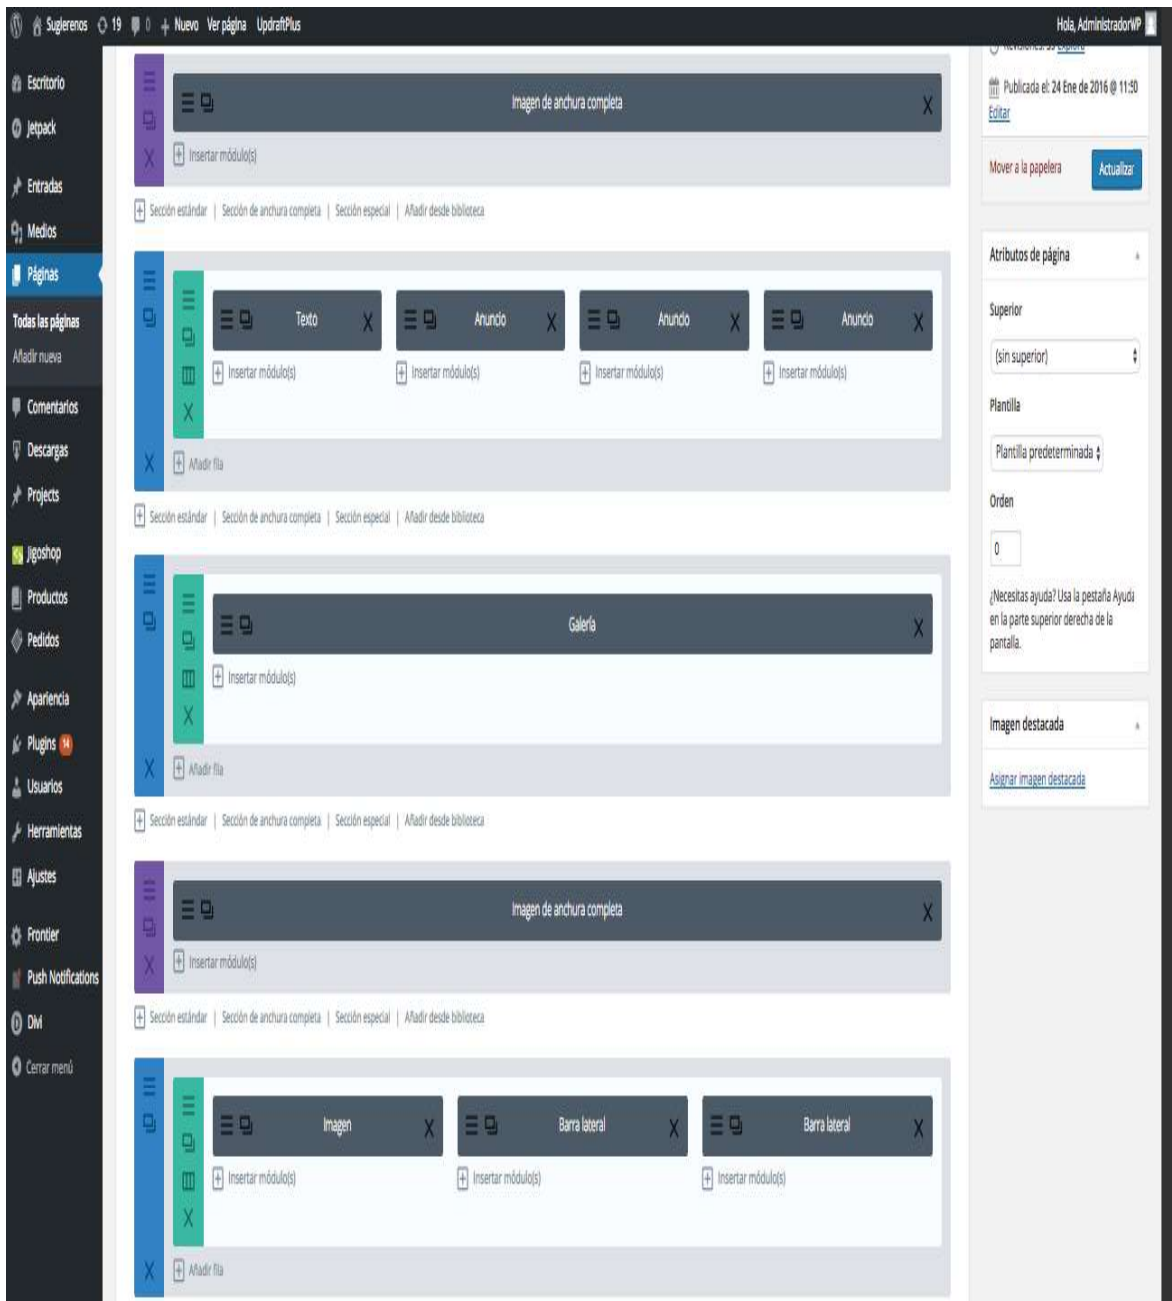 Sugierenos 19 0 Nuevo Ver página UpdraftPlus Hola, AdministradorWP
Escritorio
Jetpack
Entradas
Medios
Páginas
Todas las páginas
Añadir nueva
Comentarios
Descargas
Projects
Jigoshop
Productos
Pedidos
Apariencia
Plugins 14
Usuarios
Herramientas
Ajustes
Frontier
Push Notifications
Divi
Cerrar menú
Imagen de anchura completa
Insertar módulo(s)
Sección estándar | Sección de anchura completa | Sección especial | Añadir desde biblioteca
Texto Anuncio Anuncio Anuncio
Insertar módulo(s) Insertar módulo(s) Insertar módulo(s) Insertar módulo(s)
Añadir fila
Sección estándar | Sección de anchura completa | Sección especial | Añadir desde biblioteca
Galería
Insertar módulo(s)
Añadir fila
Sección estándar | Sección de anchura completa | Sección especial | Añadir desde biblioteca
Imagen de anchura completa
Insertar módulo(s)
Sección estándar | Sección de anchura completa | Sección especial | Añadir desde biblioteca
Imagen Barra lateral Barra lateral
Insertar módulo(s) Insertar módulo(s) Insertar módulo(s)
Añadir fila
Publicada el: 24 Ene de 2016 @ 11:50
Editar
Mover a la papelera Actualizar
Atributos de página
Superior
(sin superior)
Plantilla
Plantilla predeterminada
Orden
0
¿Necesitas ayuda? Usa la pestaña Ayuda
en la parte superior derecha de la
pantalla.
Imagen destacada
Asignar imagen destacada